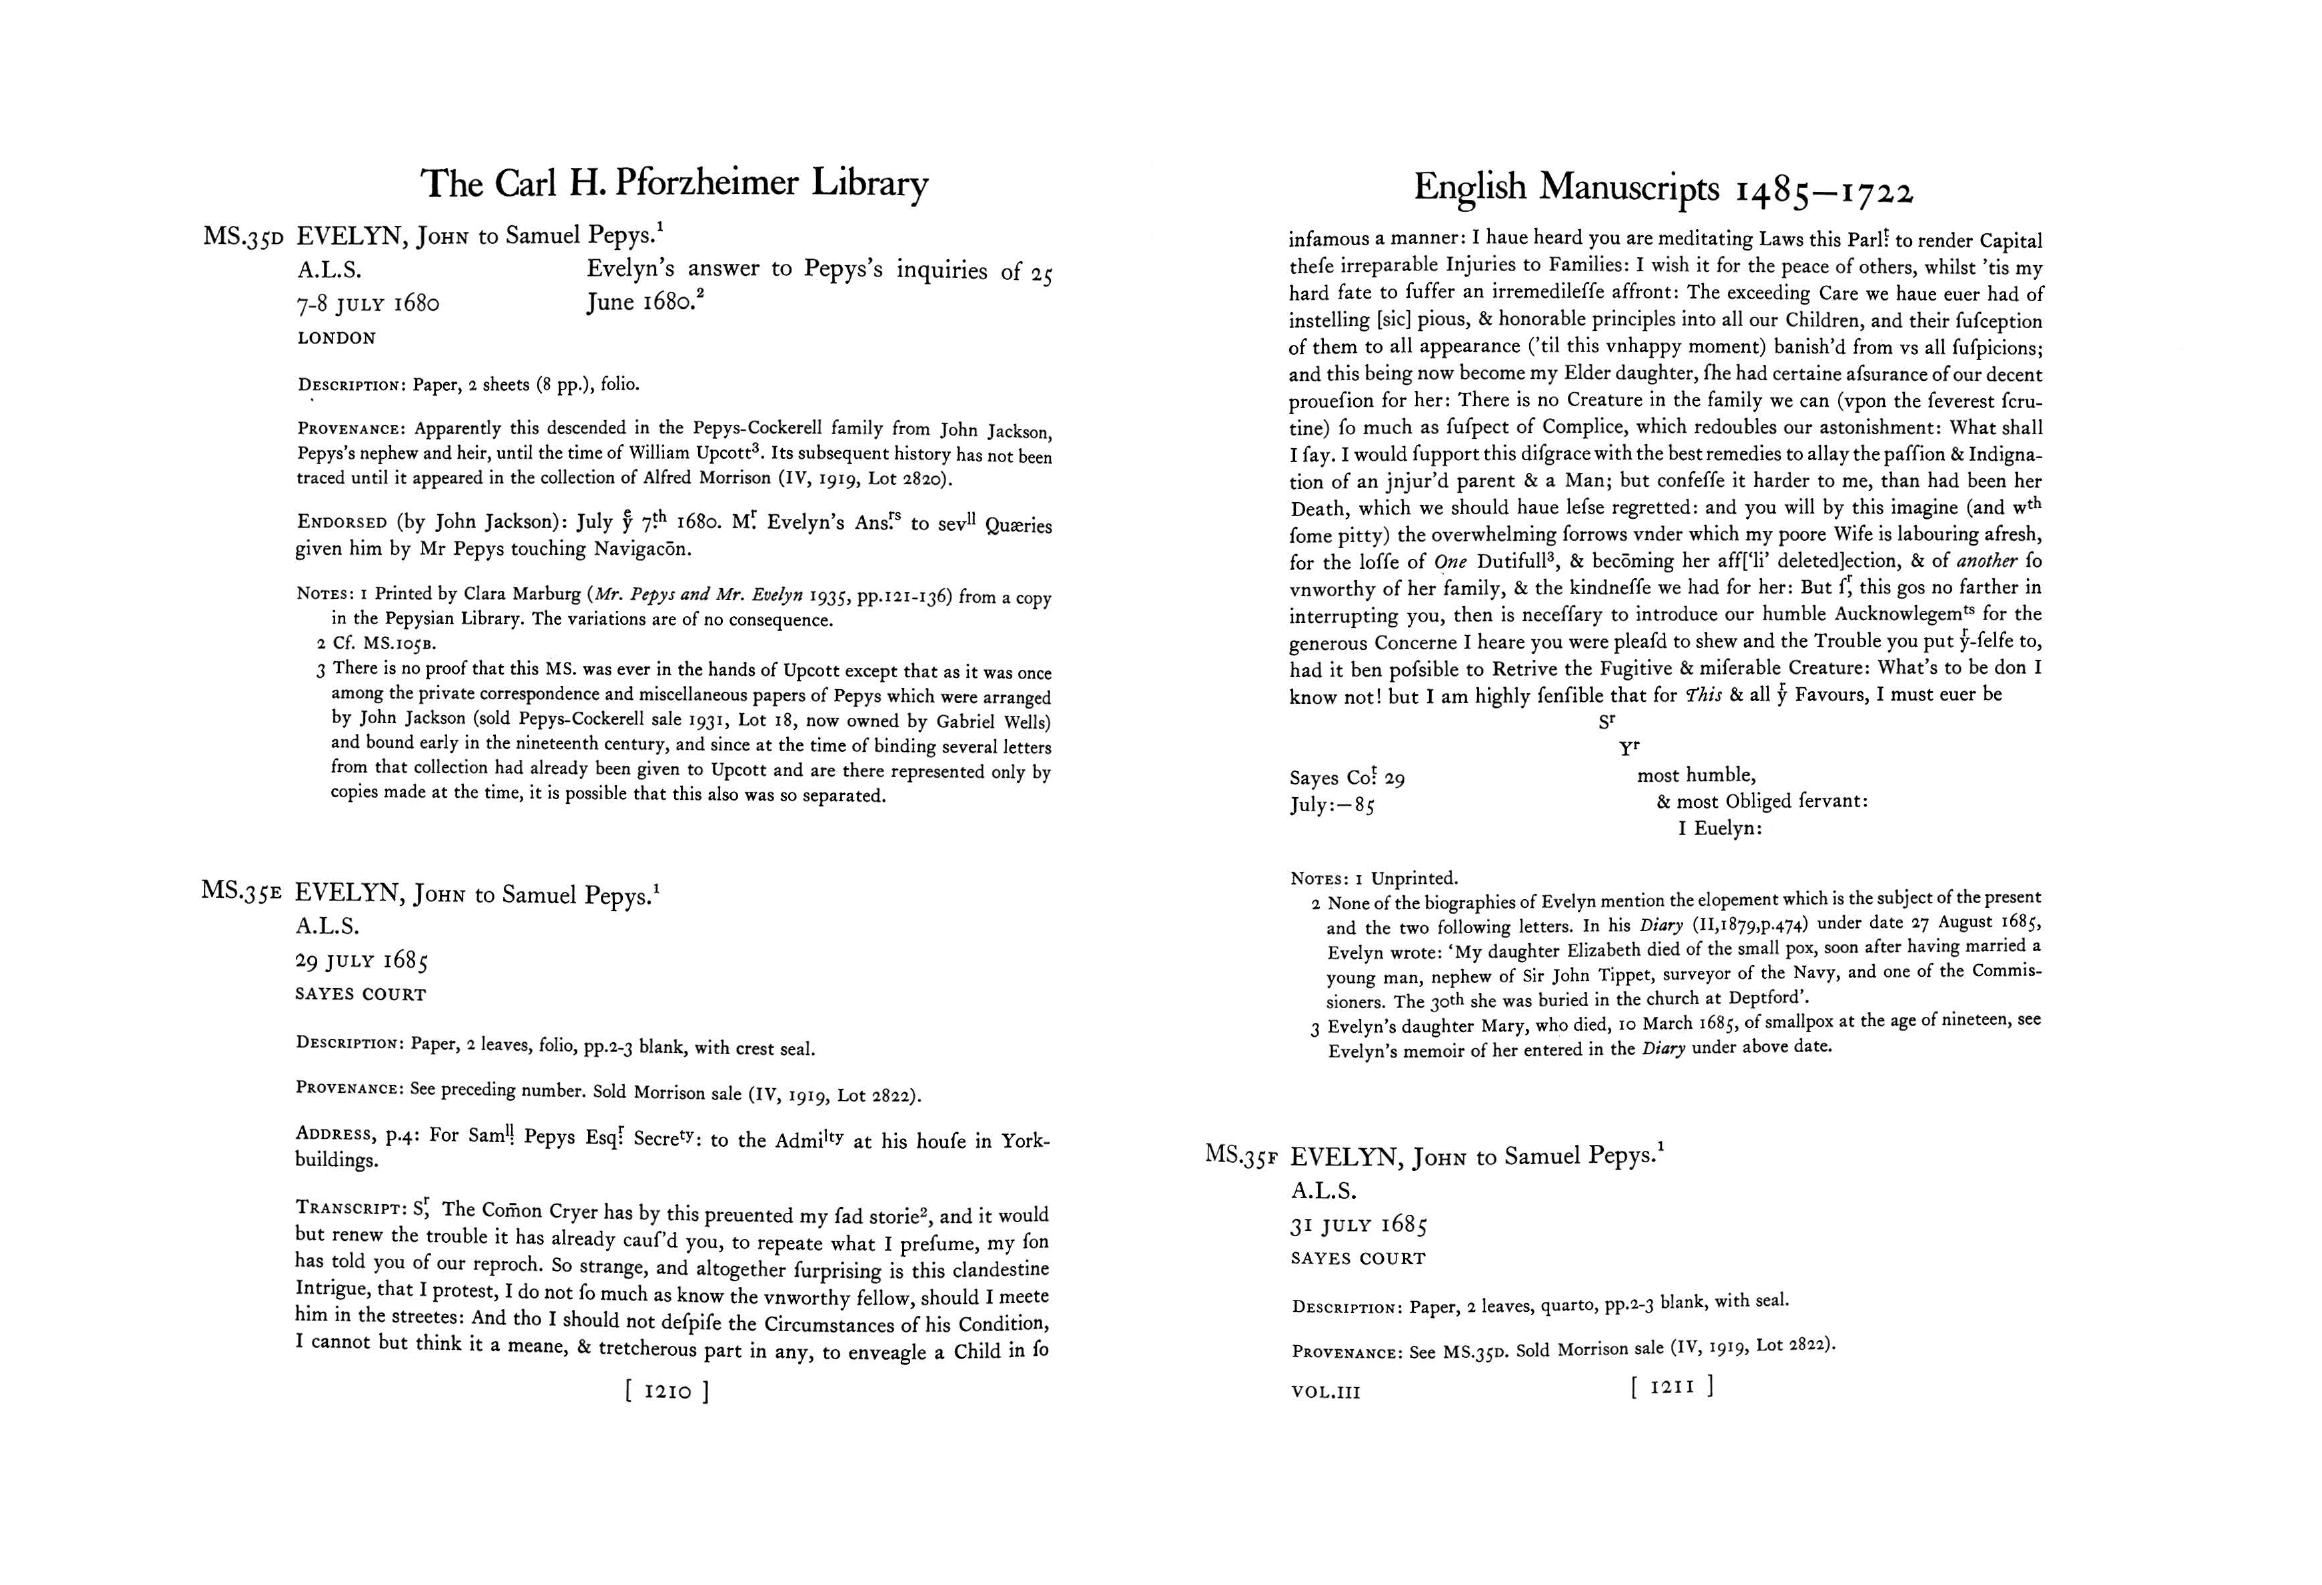 The Carl H. Pforzheimer Library
MS.35D EVELYN, JOHN to Samuel Pepys.¹
A.L.S. Evelyn's answer to Pepys's inquiries of 25
7-8 JULY 1680 June 1680.²
LONDON
DESCRIPTION: Paper, 2 sheets (8 pp.), folio.
PROVENANCE: Apparently this descended in the Pepys-Cockerell family from John Jackson,
Pepys's nephew and heir, until the time of William Upcott³. Its subsequent history has not been
traced until it appeared in the collection of Alfred Morrison (IV, 1919, Lot 2820).
ENDORSED (by John Jackson): July yͤ 7th 1680. Mr. Evelyn's Ans.rs to sevll Quæries
given him by Mr Pepys touching Navigacōn.
NOTES: 1 Printed by Clara Marburg (Mr. Pepys and Mr. Evelyn 1935, pp.121-136) from a copy
in the Pepysian Library. The variations are of no consequence.
2 Cf. MS.105B.
3 There is no proof that this MS. was ever in the hands of Upcott except that as it was once
among the private correspondence and miscellaneous papers of Pepys which were arranged
by John Jackson (sold Pepys-Cockerell sale 1931, Lot 18, now owned by Gabriel Wells)
and bound early in the nineteenth century, and since at the time of binding several letters
from that collection had already been given to Upcott and are there represented only by
copies made at the time, it is possible that this also was so separated.
MS.35E EVELYN, JOHN to Samuel Pepys.¹
A.L.S.
29 JULY 1685
SAYES COURT
DESCRIPTION: Paper, 2 leaves, folio, pp.2-3 blank, with crest seal.
PROVENANCE: See preceding number. Sold Morrison sale (IV, 1919, Lot 2822).
ADDRESS, p.4: For Samll. Pepys Esqr. Secrety: to the Admilty at his houſe in York-
buildings.
TRANSCRIPT: Sr, The Com̄on Cryer has by this preuented my ſad storie², and it would
but renew the trouble it has already cauſ'd you, to repeate what I preſume, my ſon
has told you of our reproch. So strange, and altogether ſurprising is this clandestine
Intrigue, that I protest, I do not ſo much as know the vnworthy fellow, should I meete
him in the streetes: And tho I should not deſpiſe the Circumstances of his Condition,
I cannot but think it a meane, & tretcherous part in any, to enveagle a Child in ſo
[ 1210 ]
English Manuscripts 1485–1722
infamous a manner: I haue heard you are meditating Laws this Parlt. to render Capital
theſe irreparable Injuries to Families: I wish it for the peace of others, whilst 'tis my
hard fate to ſuffer an irremedileſſe affront: The exceeding Care we haue euer had of
instelling [sic] pious, & honorable principles into all our Children, and their ſuſception
of them to all appearance ('til this vnhappy moment) banish'd from vs all ſuſpicions;
and this being now become my Elder daughter, ſhe had certaine aſsurance of our decent
proueſion for her: There is no Creature in the family we can (vpon the ſeverest ſcru-
tine) ſo much as ſuſpect of Complice, which redoubles our astonishment: What shall
I ſay. I would ſupport this diſgrace with the best remedies to allay the paſſion & Indigna-
tion of an jnjur'd parent & a Man; but confeſſe it harder to me, than had been her
Death, which we should haue leſse regretted: and you will by this imagine (and wth
ſome pitty) the overwhelming ſorrows vnder which my poore Wife is labouring afresh,
for the loſſe of One Dutifull³, & becōming her aff['li' deleted]ection, & of another ſo
vnworthy of her family, & the kindneſſe we had for her: But ſr, this gos no farther in
interrupting you, then is neceſſary to introduce our humble Aucknowlegemts for the
generous Concerne I heare you were pleaſd to shew and the Trouble you put yr-ſelfe to,
had it ben poſsible to Retrive the Fugitive & miſerable Creature: What's to be don I
know not! but I am highly ſenſible that for This & all yr Favours, I must euer be
Sr
Yr
Sayes Cot. 29 most humble,
July:–85 & most Obliged ſervant:
I Euelyn:
NOTES: 1 Unprinted.
2 None of the biographies of Evelyn mention the elopement which is the subject of the present
and the two following letters. In his Diary (II,1879,p.474) under date 27 August 1685,
Evelyn wrote: 'My daughter Elizabeth died of the small pox, soon after having married a
young man, nephew of Sir John Tippet, surveyor of the Navy, and one of the Commis-
sioners. The 30th she was buried in the church at Deptford'.
3 Evelyn's daughter Mary, who died, 10 March 1685, of smallpox at the age of nineteen, see
Evelyn's memoir of her entered in the Diary under above date.
MS.35F EVELYN, JOHN to Samuel Pepys.¹
A.L.S.
31 JULY 1685
SAYES COURT
DESCRIPTION: Paper, 2 leaves, quarto, pp.2-3 blank, with seal.
PROVENANCE: See MS.35D. Sold Morrison sale (IV, 1919, Lot 2822).
VOL.III [ 1211 ]